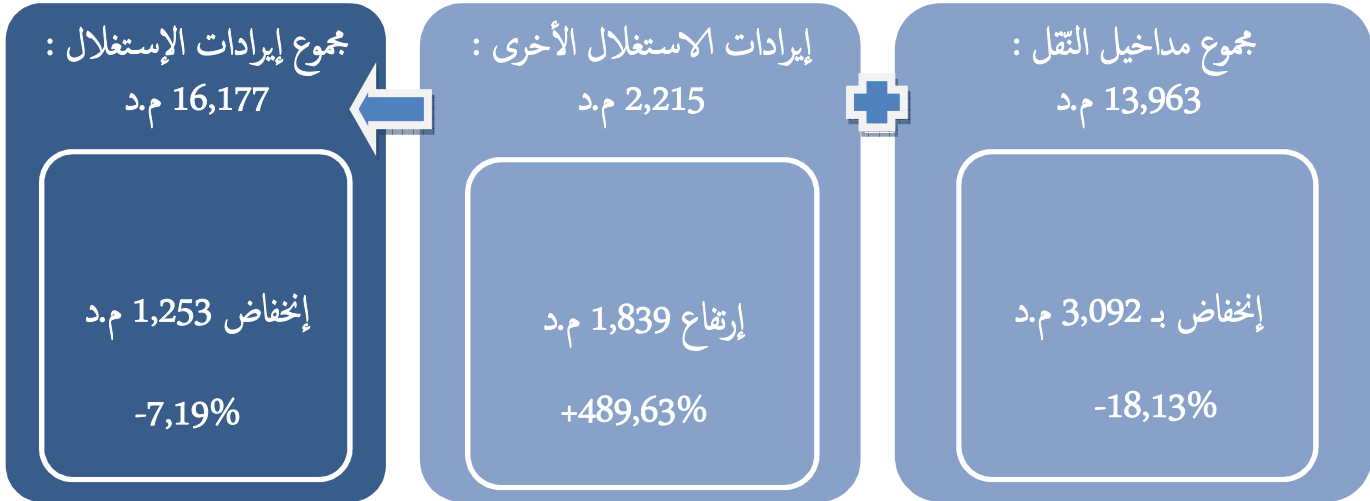 مجموع مداخيل النّقل :
13,963 م.د
إنخفاض بـ 3,092 م.د
-18,13%
إيرادات الاستغلال الأخرى :
2,215 م.د
إرتفاع 1,839 م.د
+489,63%
مجموع إيرادات الإستغلال :
16,177 م.د
إنخفاض 1,253 م.د
-7,19%